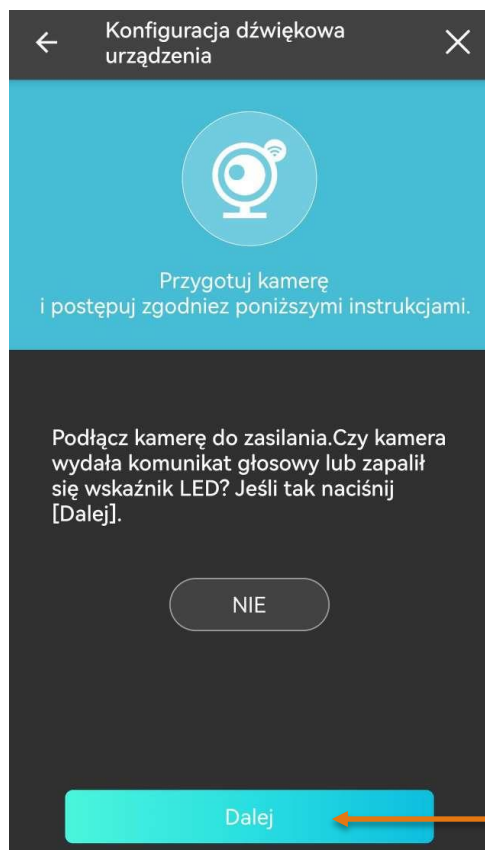 Konfiguracja dźwiękowa
urządzenia
Przygotuj kamerę
i postępuj zgodniez poniższymi instrukcjami.
Podłącz kamerę do zasilania.Czy kamera
wydała komunikat głosowy lub zapalił
się wskaźnik LED? Jeśli tak naciśnij
[Dalej].
NIE
Dalej